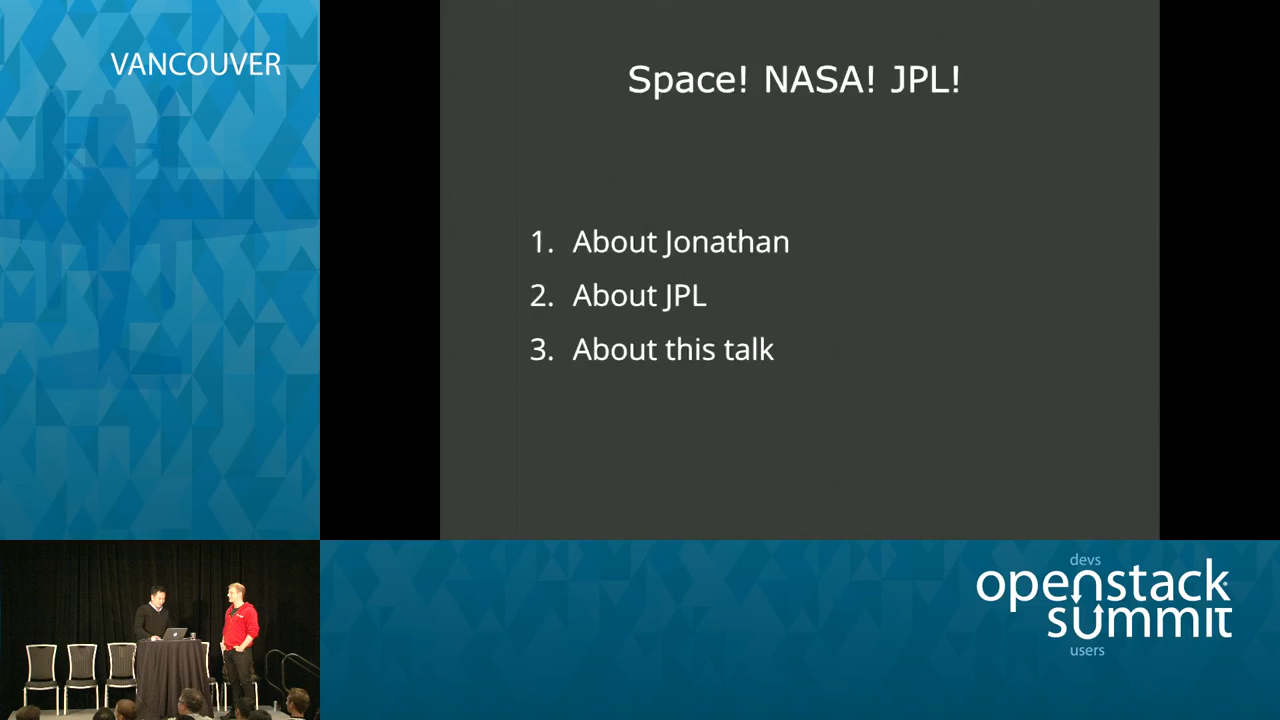 VANCOUVER
Space! NASA! JPL!
1. About Jonathan
2. About JPL
3. About this talk
devs
openstack
summit
users